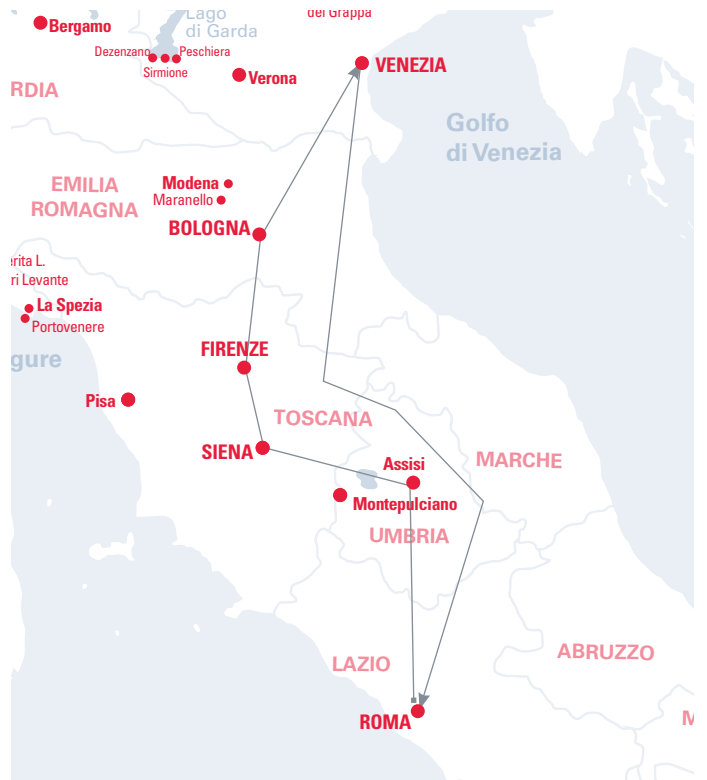 Lago
di Garda
del Grappa
Bergamo
Dezenzano
Peschiera
Sirmione
Verona
VENEZIA
RDIA
Golfo
di Venezia
EMILIA
ROMAGNA
Modena
Maranello
BOLOGNA
erita L.
ri Levante
La Spezia
Portovenere
FIRENZE
gure
Pisa
TOSCANA
SIENA
Assisi
MARCHE
Montepulciano
UMBRIA
LAZIO
ABRUZZO
ROMA
M